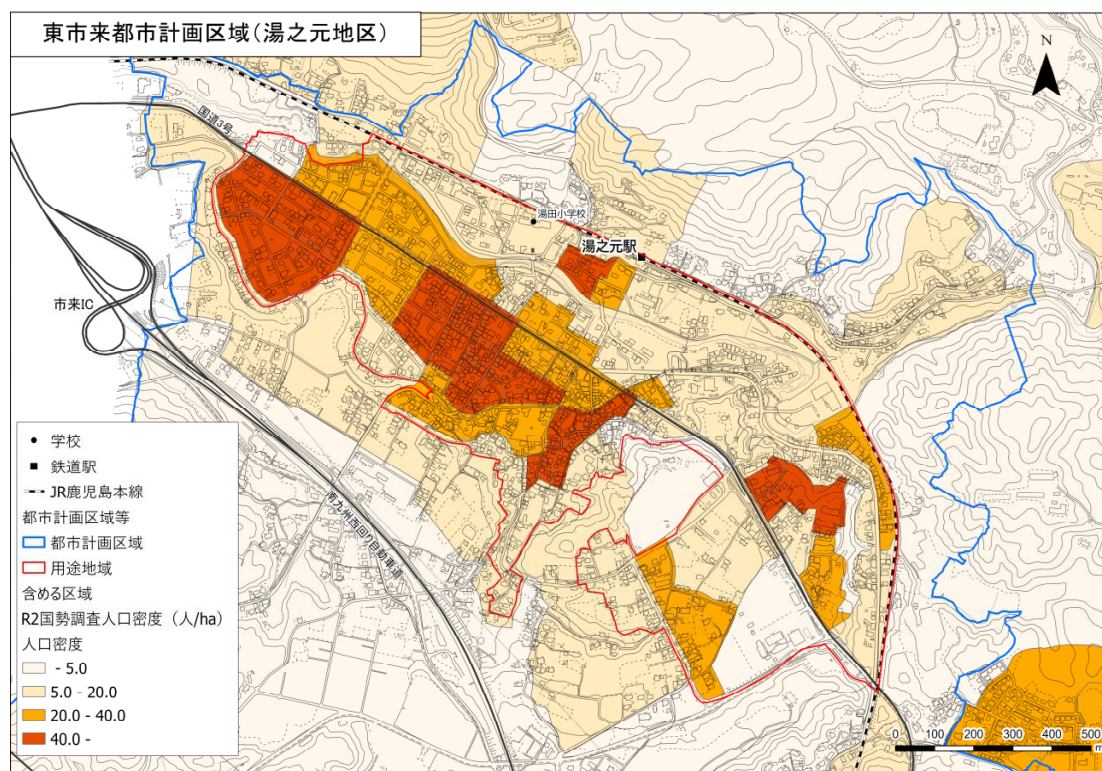 東市来都市計画区域(湯之元地区)
N
国道3号
湯田小学校
湯之元駅
市来IC
南九州西回り自動車道
学校
鉄道駅
JR鹿児島本線
都市計画区域等
都市計画区域
用途地域
含める区域
R2国勢調査人口密度(人/ha)
人口密度
- 5.0
5.0 - 20.0
20.0 - 40.0
40.0 -
0 100 200 300 400 500
m